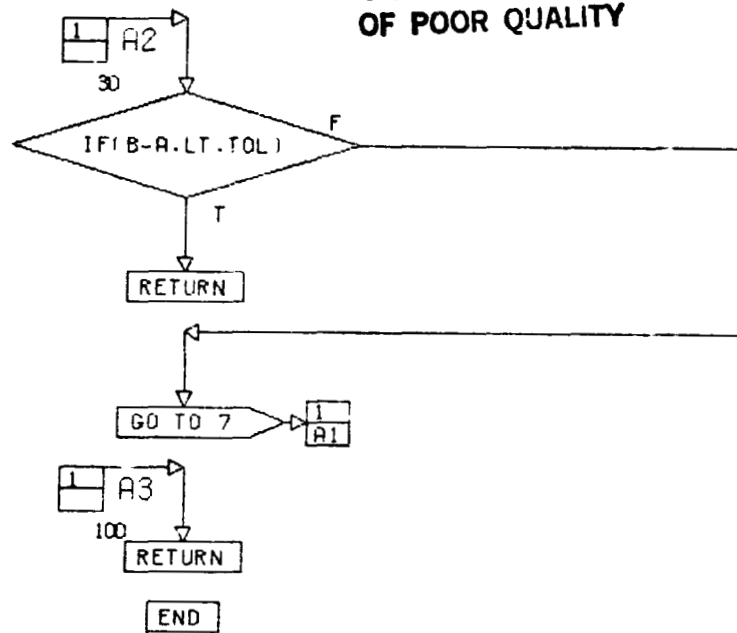 OF POOR QUALITY
1 A2
30
IF(B-A.LT.TOL)
F
T
RETURN
GO TO 7
1
A1
1 A3
100
RETURN
END